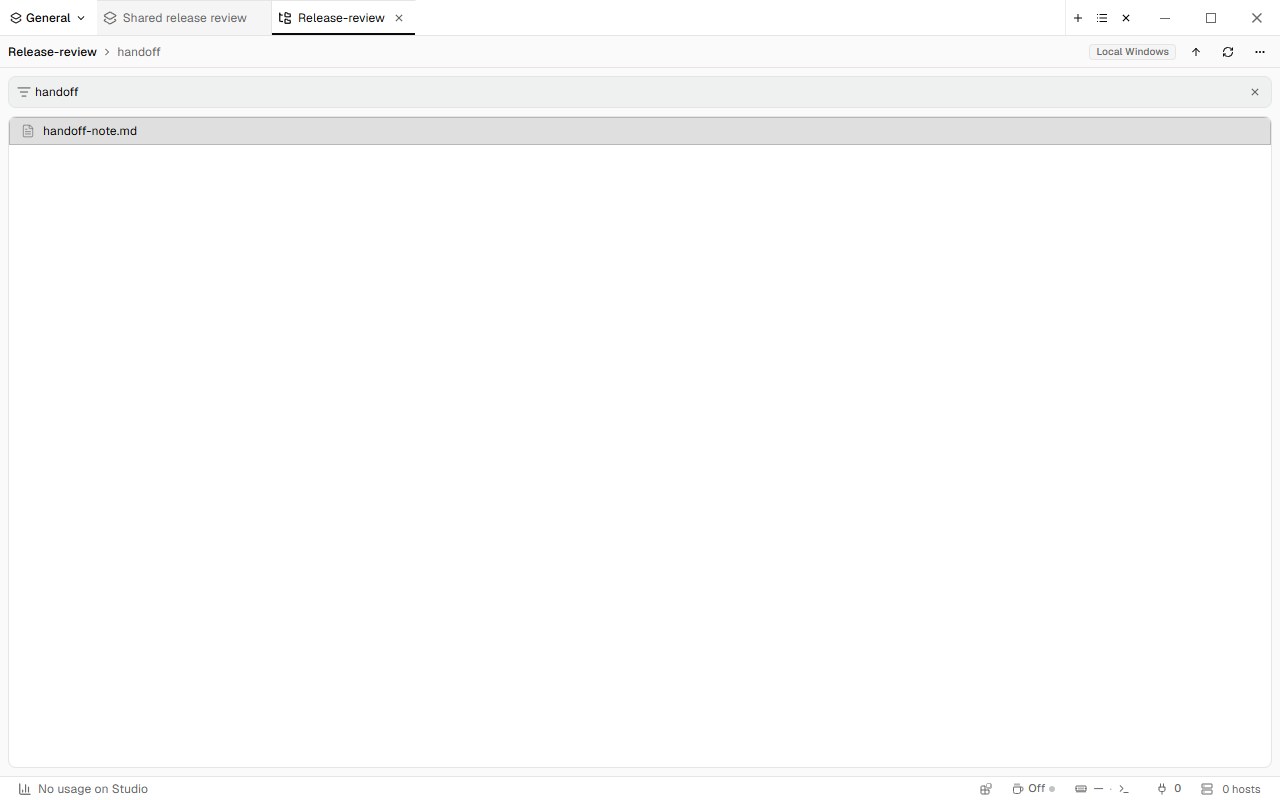 General
Shared release review
Release-review
Release-review > handoff
Local Windows
handoff
handoff-note.md
No usage on Studio
Off
0
0 hosts